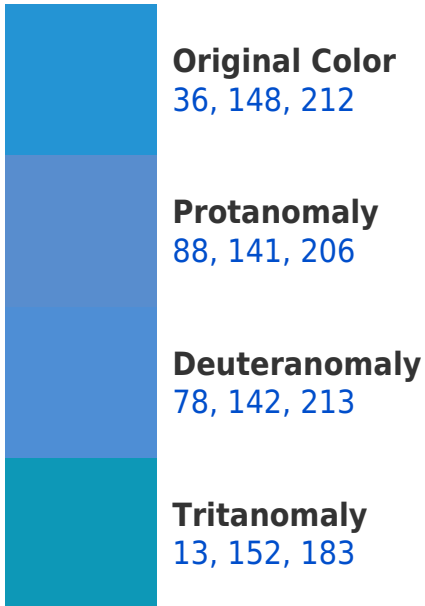 Original Color
36, 148, 212
Protanomaly
88, 141, 206
Deuteranomaly
78, 142, 213
Tritanomaly
13, 152, 183